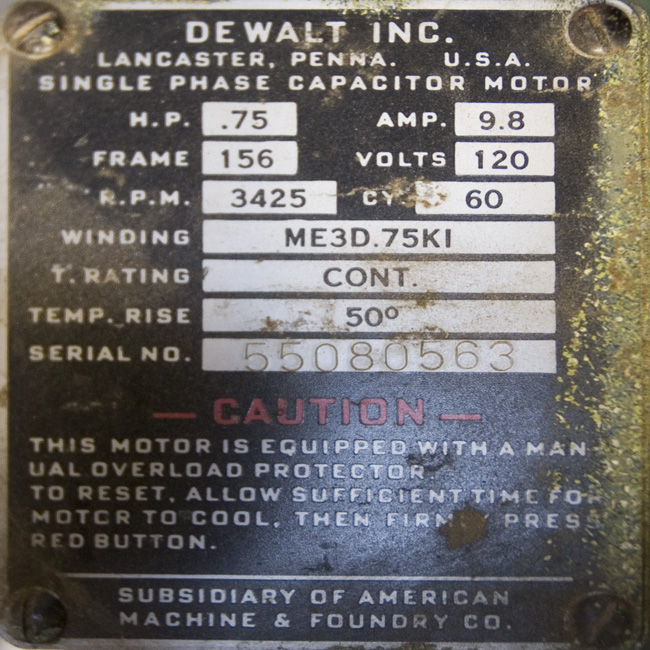 DEWALT INC.
LANCASTER, PENNA. U.S.A.
SINGLE PHASE CAPACITOR MOTOR
H.P. .75 AMP. 9.8
FRAME 156 VOLTS 120
R.P.M. 3425 CY. 60
WINDING ME3D.75KI
T. RATING CONT.
TEMP. RISE 50º
SERIAL NO. 55080563
— CAUTION —
THIS MOTOR IS EQUIPPED WITH A MAN-
UAL OVERLOAD PROTECTOR.
TO RESET, ALLOW SUFFICIENT TIME FOR
MOTOR TO COOL, THEN FIRMLY PRESS
RED BUTTON.
SUBSIDIARY OF AMERICAN
MACHINE & FOUNDRY CO.